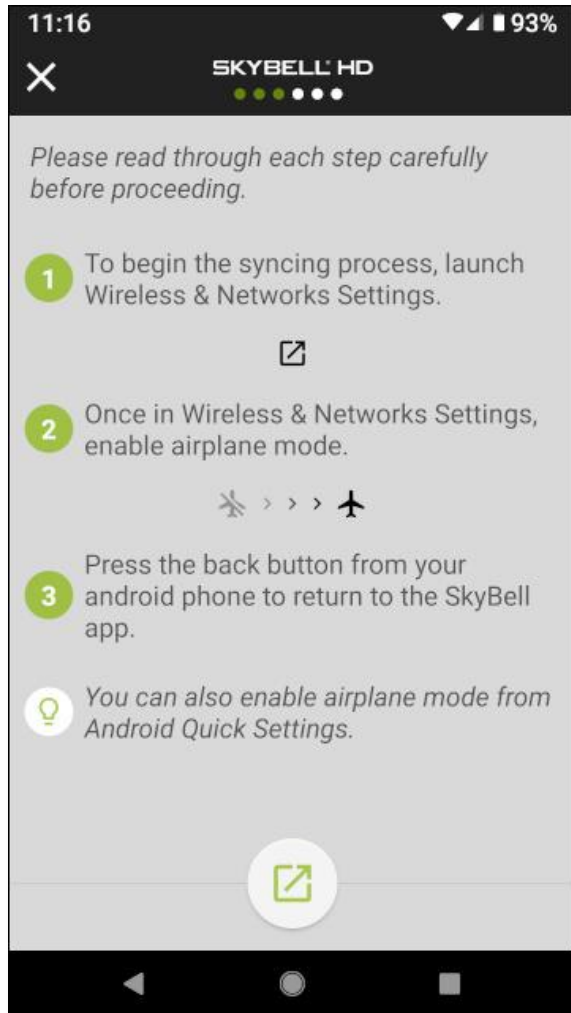 11:16 93%
SKYBELL HD
Please read through each step carefully
before proceeding.
1 To begin the syncing process, launch
Wireless & Networks Settings.
2 Once in Wireless & Networks Settings,
enable airplane mode.
3 Press the back button from your
android phone to return to the SkyBell
app.
You can also enable airplane mode from
Android Quick Settings.